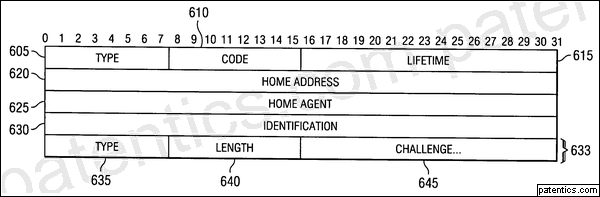 610
0 1 2 3 4 5 6 7 8 9 10 11 12 13 14 15 16 17 18 19 20 21 22 23 24 25 26 27 28 29 30 31
605 TYPE CODE LIFETIME 615
620 HOME ADDRESS
625 HOME AGENT
630 IDENTIFICATION
TYPE LENGTH CHALLENGE... 633
635 640 645
patentics.com